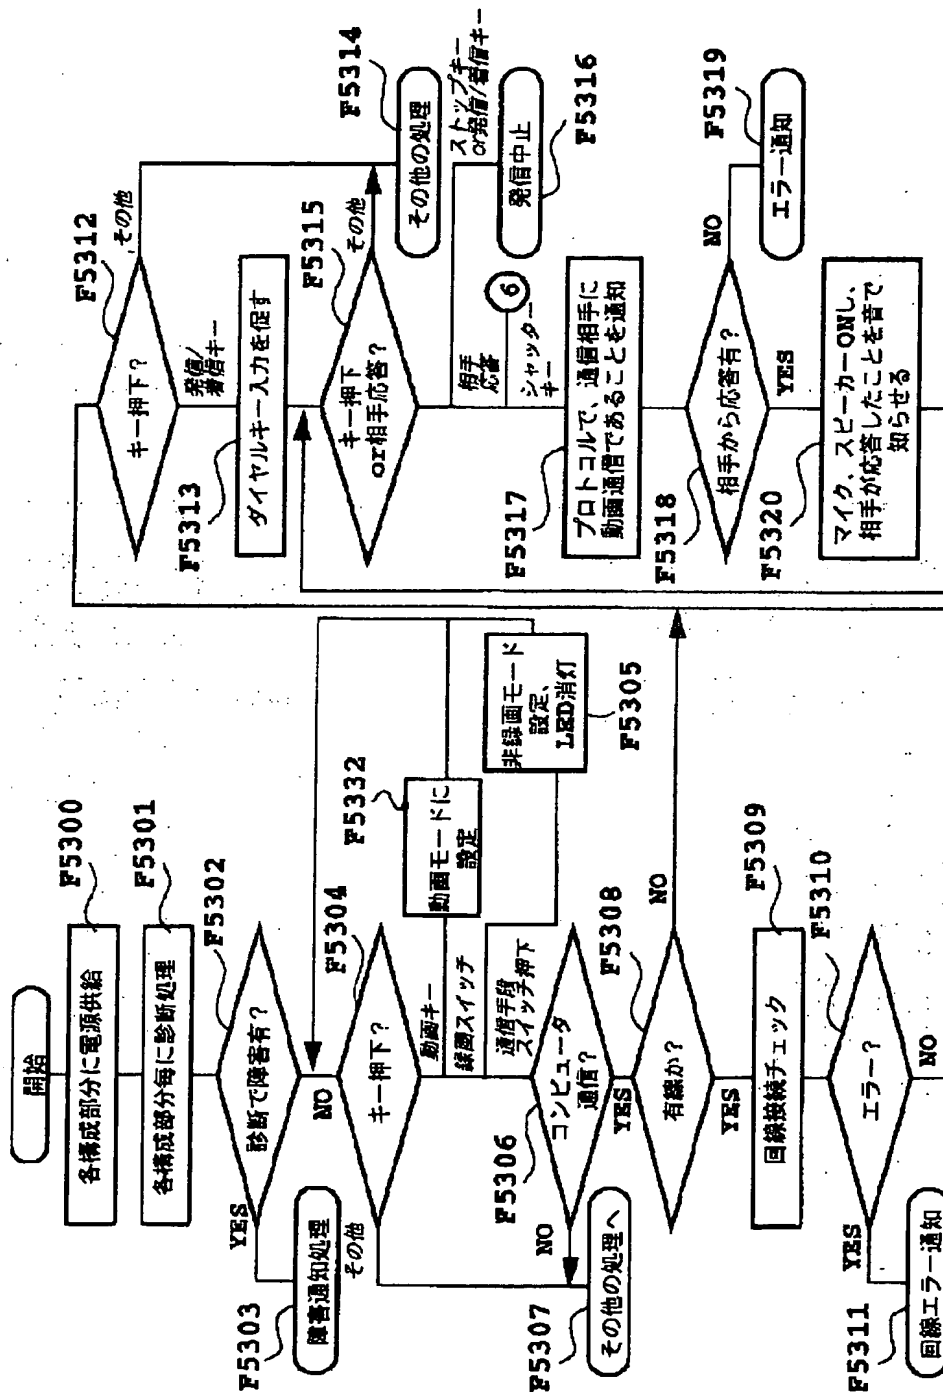 開始
F5300
各構成部分に電源供給
F5301
各構成部分毎に診断処理
F5302
診断で障害有?
YES
F5303
障害通知処理
NO
F5304
キー押下?
その他
動画キー
F5332
動画モードに
設定
録画スイッチ
非録画モード
設定、
LED消灯
F5305
通信手段
スイッチ押下
F5306
コンピュータ
通信?
NO
F5307
その他の処理へ
YES
F5308
有線か?
NO
YES
F5309
回線接続チェック
F5310
エラー?
YES
F5311
回線エラー通知
NO
F5312
キー押下?
その他
発信/
着信キー
F5313
ダイヤルキー入力を促す
F5314
その他の処理
F5315
キー押下
or相手応答?
その他
ストップキー
or発信/着信キー
発信中止
F5316
相手
応答
6
シャッター
キー
F5317
プロトコルで、通信相手に
動画通信であることを通知
F5318
相手から応答有?
NO
F5319
エラー通知
YES
F5320
マイク、スピーカーONし、
相手が応答したことを音で
知らせる